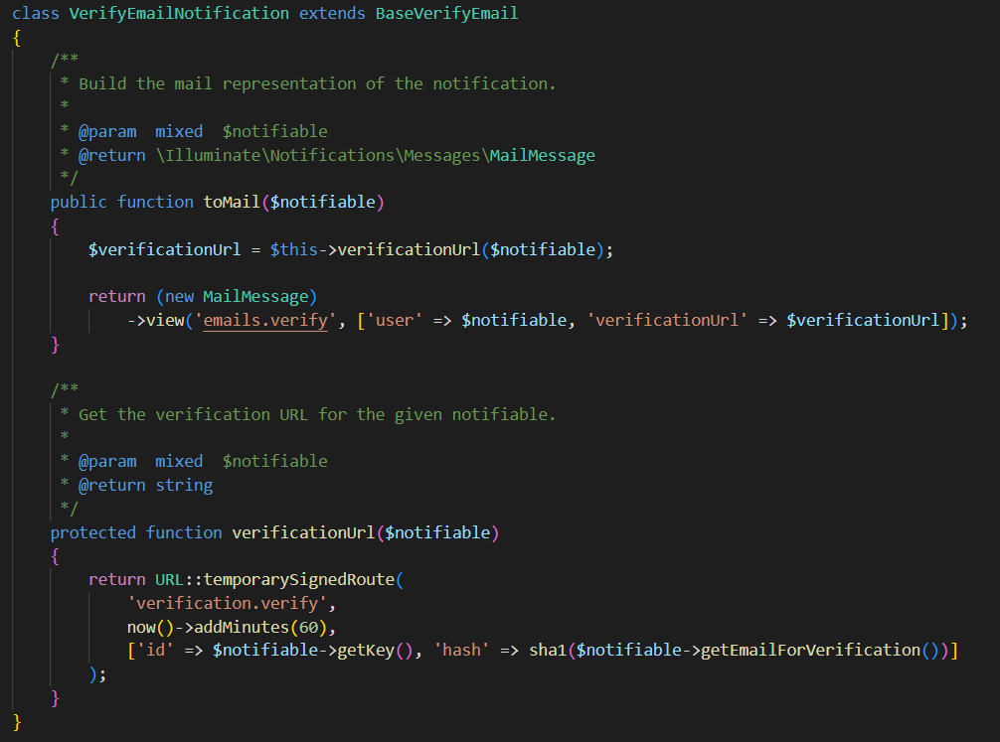 class VerifyEmailNotification extends BaseVerifyEmail
{
    /**
     * Build the mail representation of the notification.
     *
     * @param  mixed  $notifiable
     * @return \Illuminate\Notifications\Messages\MailMessage
     */
    public function toMail($notifiable)
    {
        $verificationUrl = $this->verificationUrl($notifiable);

        return (new MailMessage)
            ->view('emails.verify', ['user' => $notifiable, 'verificationUrl' => $verificationUrl]);
    }

    /**
     * Get the verification URL for the given notifiable.
     *
     * @param  mixed  $notifiable
     * @return string
     */
    protected function verificationUrl($notifiable)
    {
        return URL::temporarySignedRoute(
            'verification.verify',
            now()->addMinutes(60),
            ['id' => $notifiable->getKey(), 'hash' => sha1($notifiable->getEmailForVerification())]
        );
    }
}